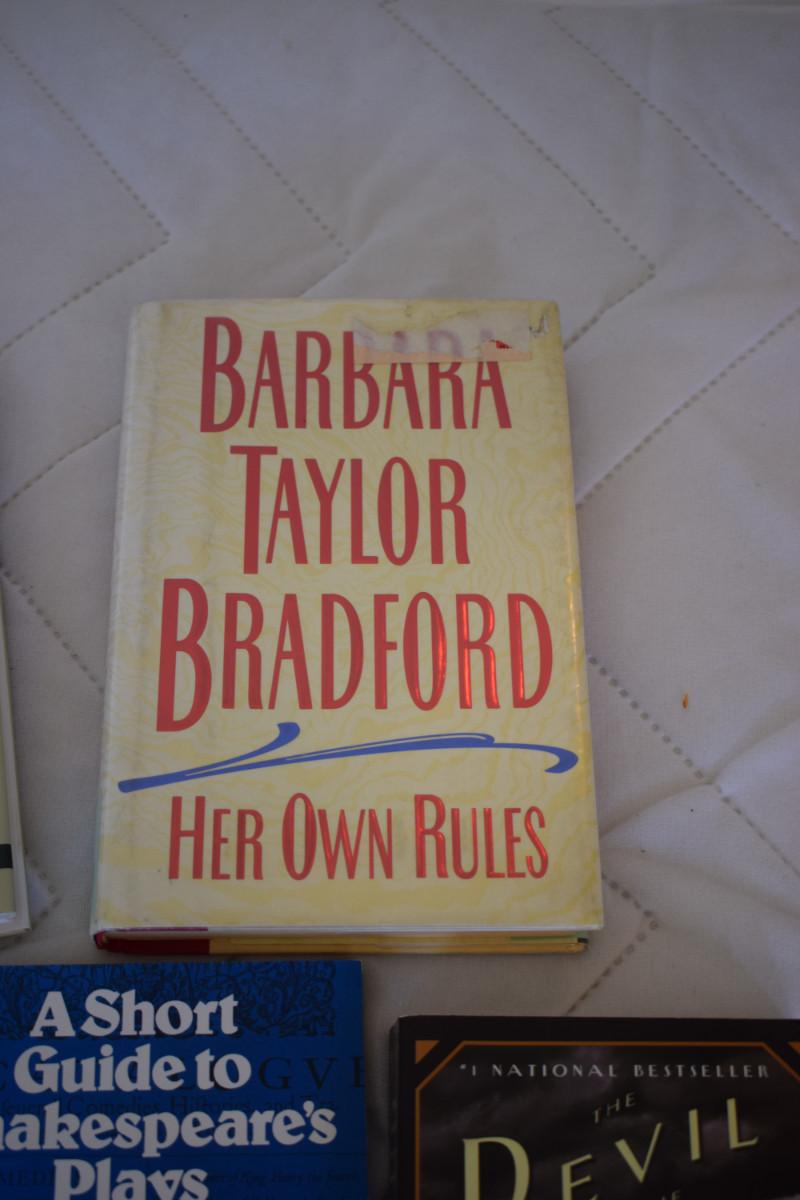 BARBARA
TAYLOR
BRADFORD
HER OWN RULES
A Short
Guide to
akespeare's
Plays
#1 NATIONAL BESTSELLER
THE
DEVIL